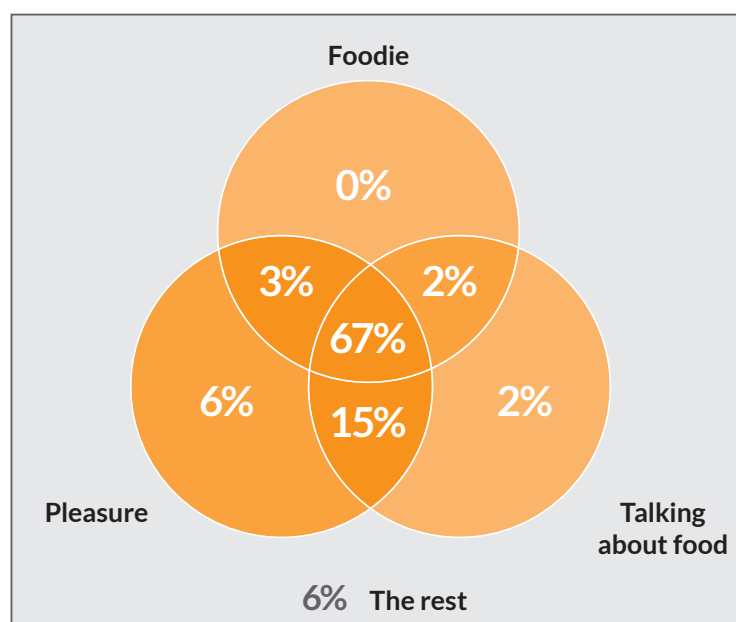 Foodie
0%
3%
2%
67%
6%
15%
2%
Pleasure
Talking
about food
6% The rest